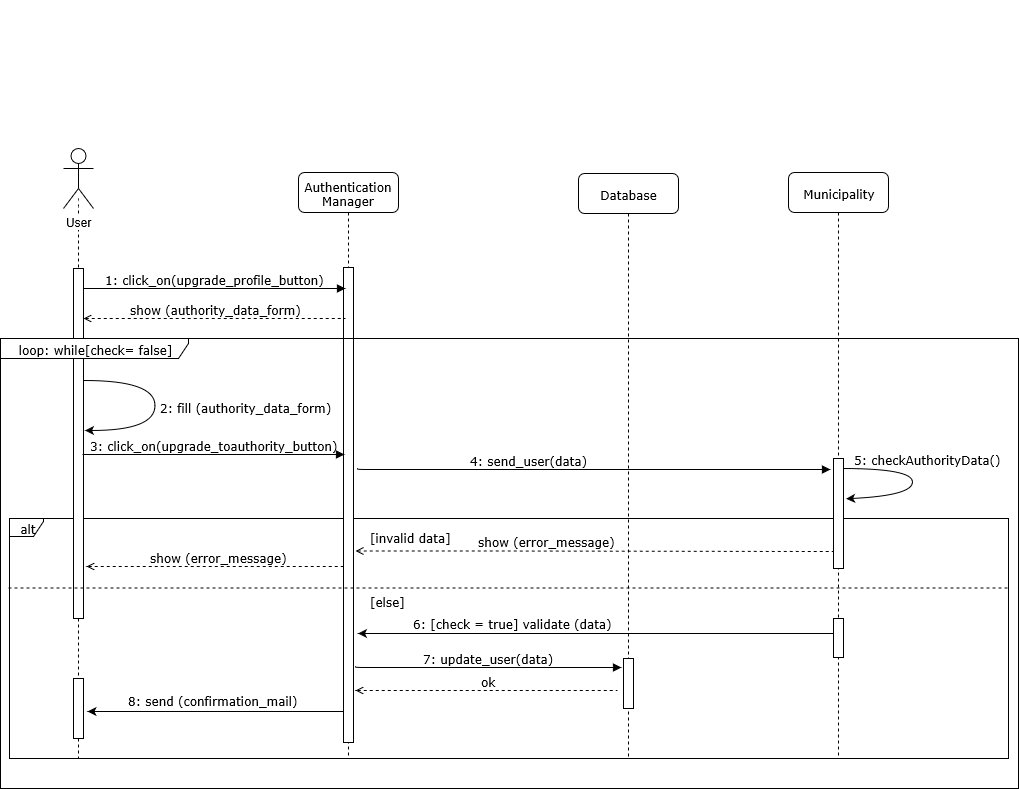 User
Authentication
Manager
Database
Municipality
1: click_on(upgrade_profile_button)
show (authority_data_form)
loop: while[check= false]
2: fill (authority_data_form)
3: click_on(upgrade_toauthority_button)
4: send_user(data)
5: checkAuthorityData()
alt
[invalid data]
show (error_message)
show (error_message)
[else]
6: [check = true] validate (data)
7: update_user(data)
ok
8: send (confirmation_mail)